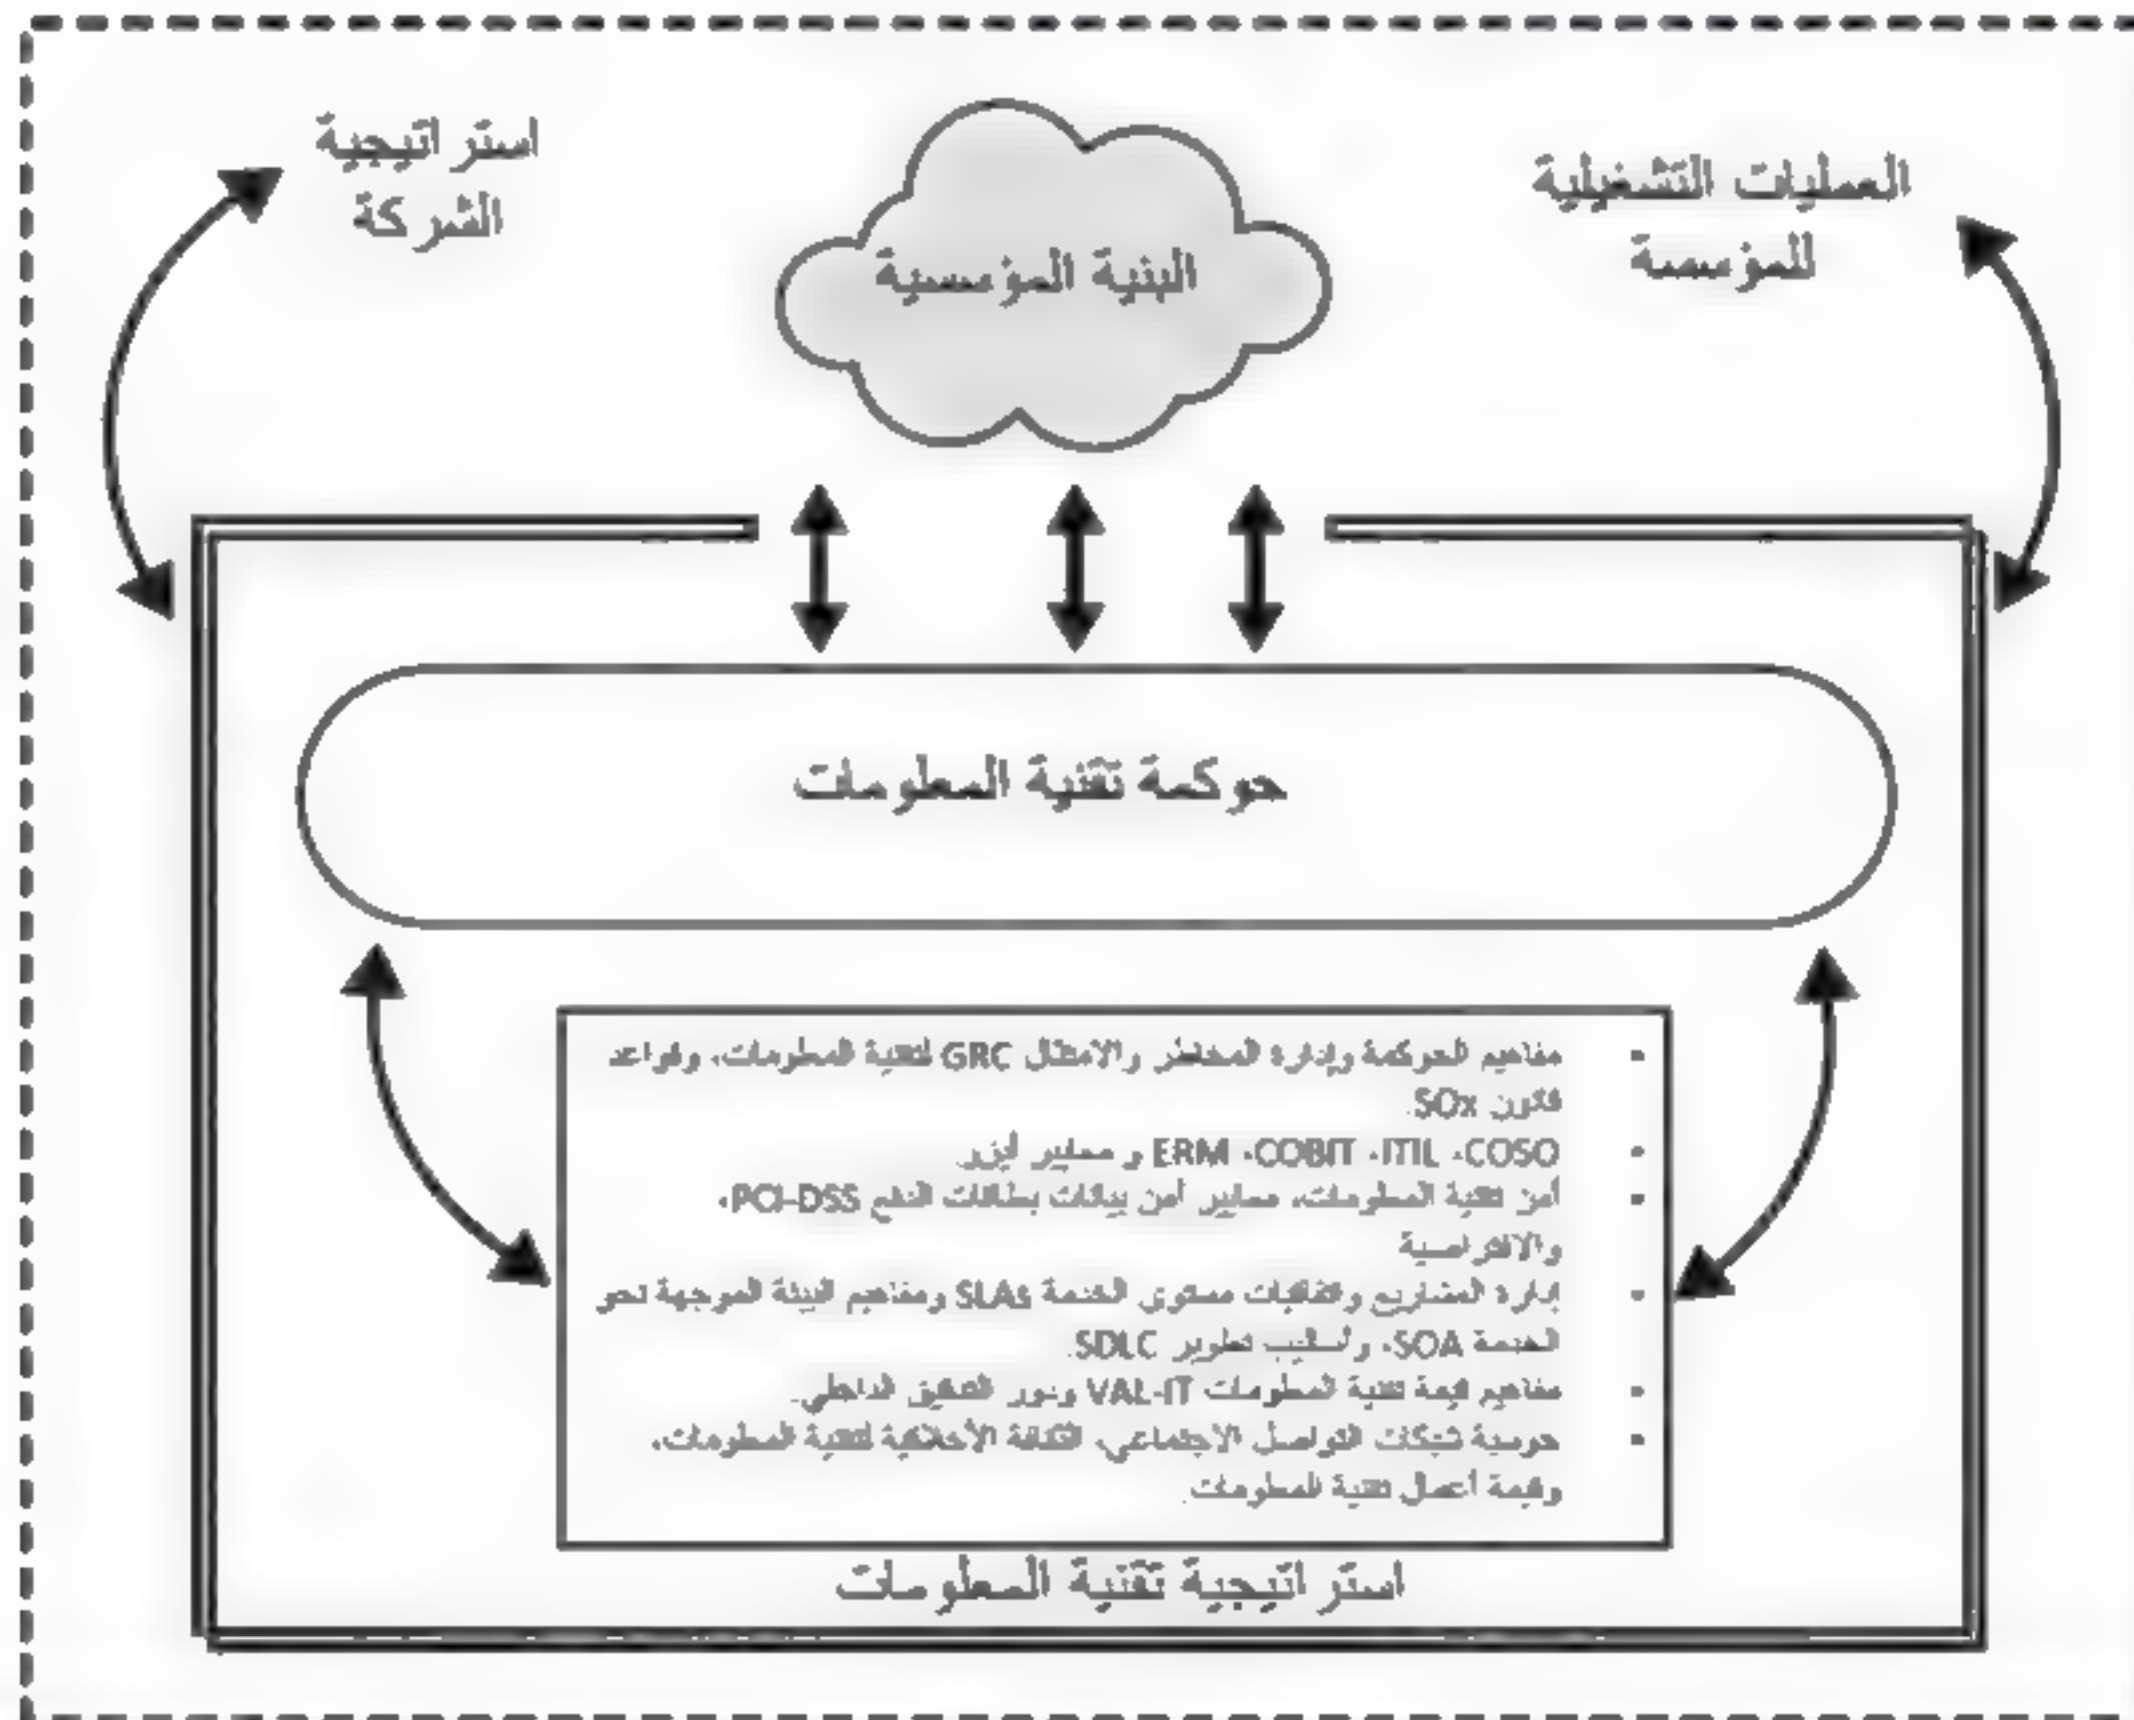 العمليات التشغيلية
للمؤسسة
البنية المؤسسية
استراتيجية
الشركة
حوكمة تقنية المعلومات
• مفاهيم الحوكمة وإدارة المخاطر والامتثال GRC لتقنية المعلومات، وقواعد
قانون SOx.
• COSO، ITIL، COBIT، ERM و معايير أيزو.
• أمن تقنية المعلومات، معايير أمن بيانات بطاقات الدفع PCI-DSS،
والافتراضية
• إدارة المشاريع واتفاقيات مستوى الخدمة SLAs ومفاهيم البيئة الموجهة نحو
الخدمة SOA، وأساليب تطوير SDLC.
• مفاهيم قيمة تقنية المعلومات VAL-IT ودور التدقيق الداخلي.
• حوسبة شبكات التواصل الاجتماعي، الثقافة الأخلاقية لتقنية المعلومات،
وقيمة أعمال تقنية المعلومات.
استراتيجية تقنية المعلومات